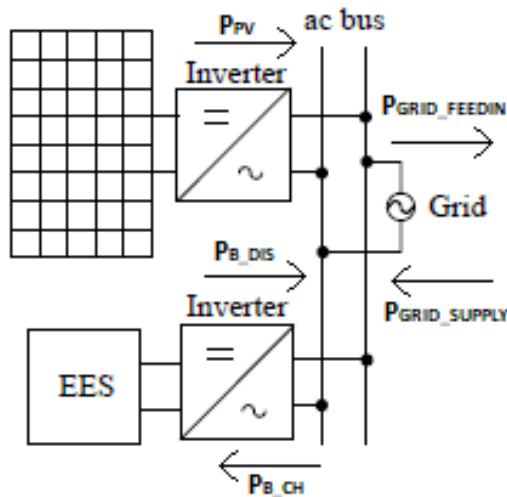 PPV
ac bus
Inverter
PGRID_FEEDIN
Grid
PB_DIS
Inverter
PGRID_SUPPLY
EES
PB_CH